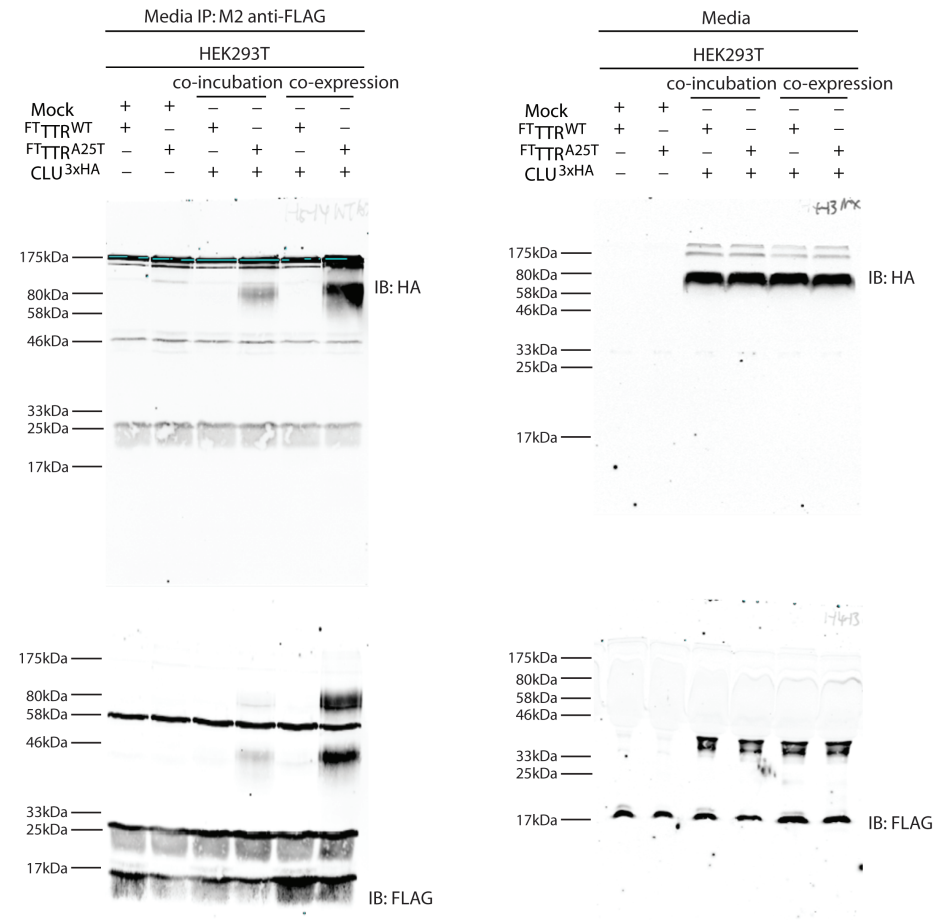 Media IP: M2 anti-FLAG
HEK293T
co-incubation co-expression
Mock + + – – – –
FTTTRWT + – + – + –
FTTTRA25T – + – + – +
CLU3xHA – – + + + +
175kDa
80kDa
58kDa
46kDa
33kDa
25kDa
17kDa
IB: HA
175kDa
80kDa
58kDa
46kDa
33kDa
25kDa
17kDa
IB: FLAG
Media
HEK293T
co-incubation co-expression
Mock + + – – – –
FTTTRWT + – + – + –
FTTTRA25T – + – + – +
CLU3xHA – – + + + +
175kDa
80kDa
58kDa
46kDa
33kDa
25kDa
17kDa
IB: HA
175kDa
80kDa
58kDa
46kDa
33kDa
25kDa
17kDa
IB: FLAG